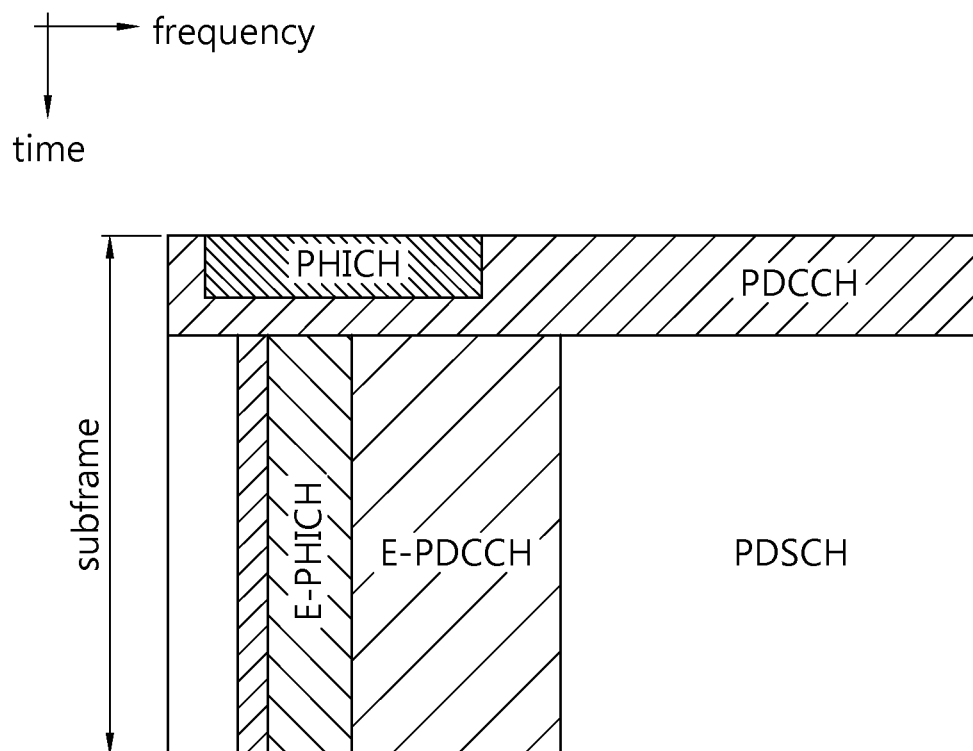 frequency
time
PHICH
PDCCH
subframe
E-PHICH
E-PDCCH
PDSCH